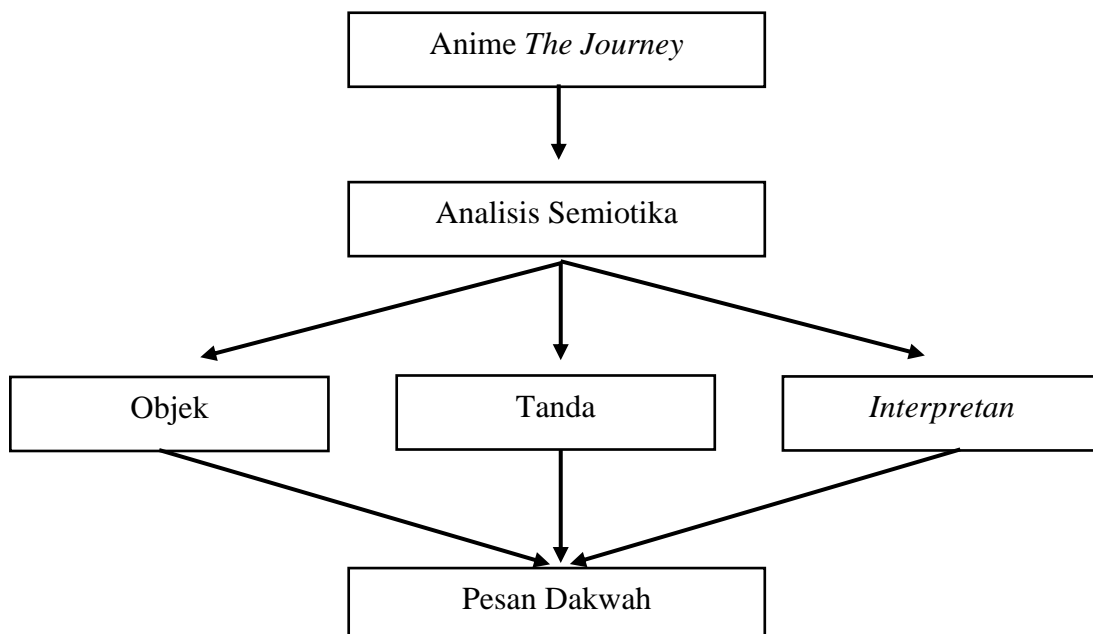 Anime The Journey
Analisis Semiotika
Objek
Tanda
Interpretan
Pesan Dakwah